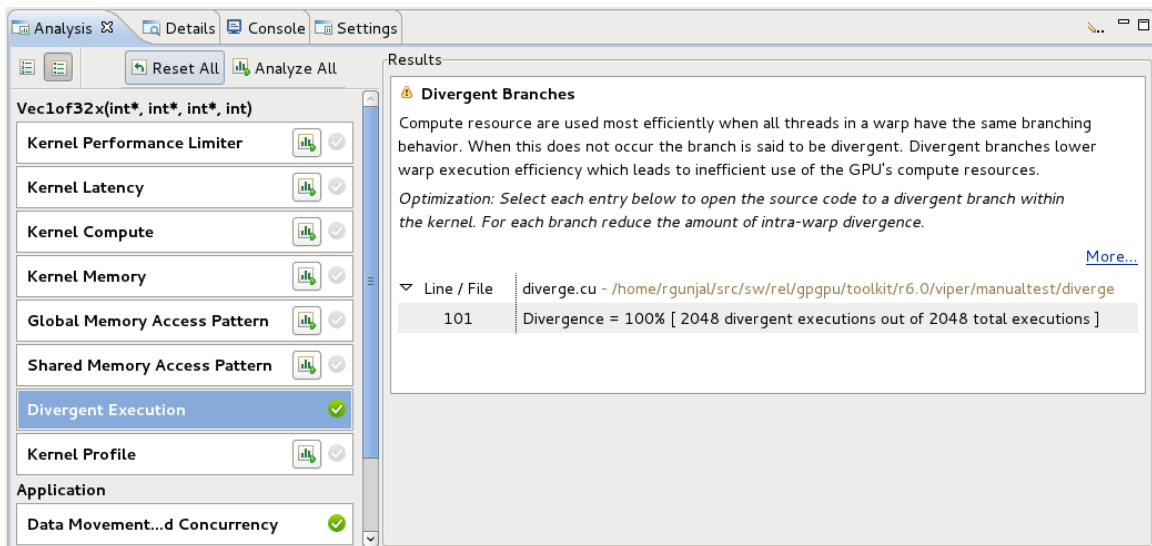 Analysis Details Console Settings
Reset All Analyze All
Vec1of32x(int*, int*, int*, int)
Kernel Performance Limiter
Kernel Latency
Kernel Compute
Kernel Memory
Global Memory Access Pattern
Shared Memory Access Pattern
Divergent Execution
Kernel Profile
Application
Data Movement...d Concurrency
Results
Divergent Branches
Compute resource are used most efficiently when all threads in a warp have the same branching
behavior. When this does not occur the branch is said to be divergent. Divergent branches lower
warp execution efficiency which leads to inefficient use of the GPU's compute resources.
Optimization: Select each entry below to open the source code to a divergent branch within
the kernel. For each branch reduce the amount of intra-warp divergence.
More...
Line / File diverge.cu - /home/rgunjal/src/sw/rel/gpgpu/toolkit/r6.0/viper/manualtest/diverge
101 Divergence = 100% [ 2048 divergent executions out of 2048 total executions ]